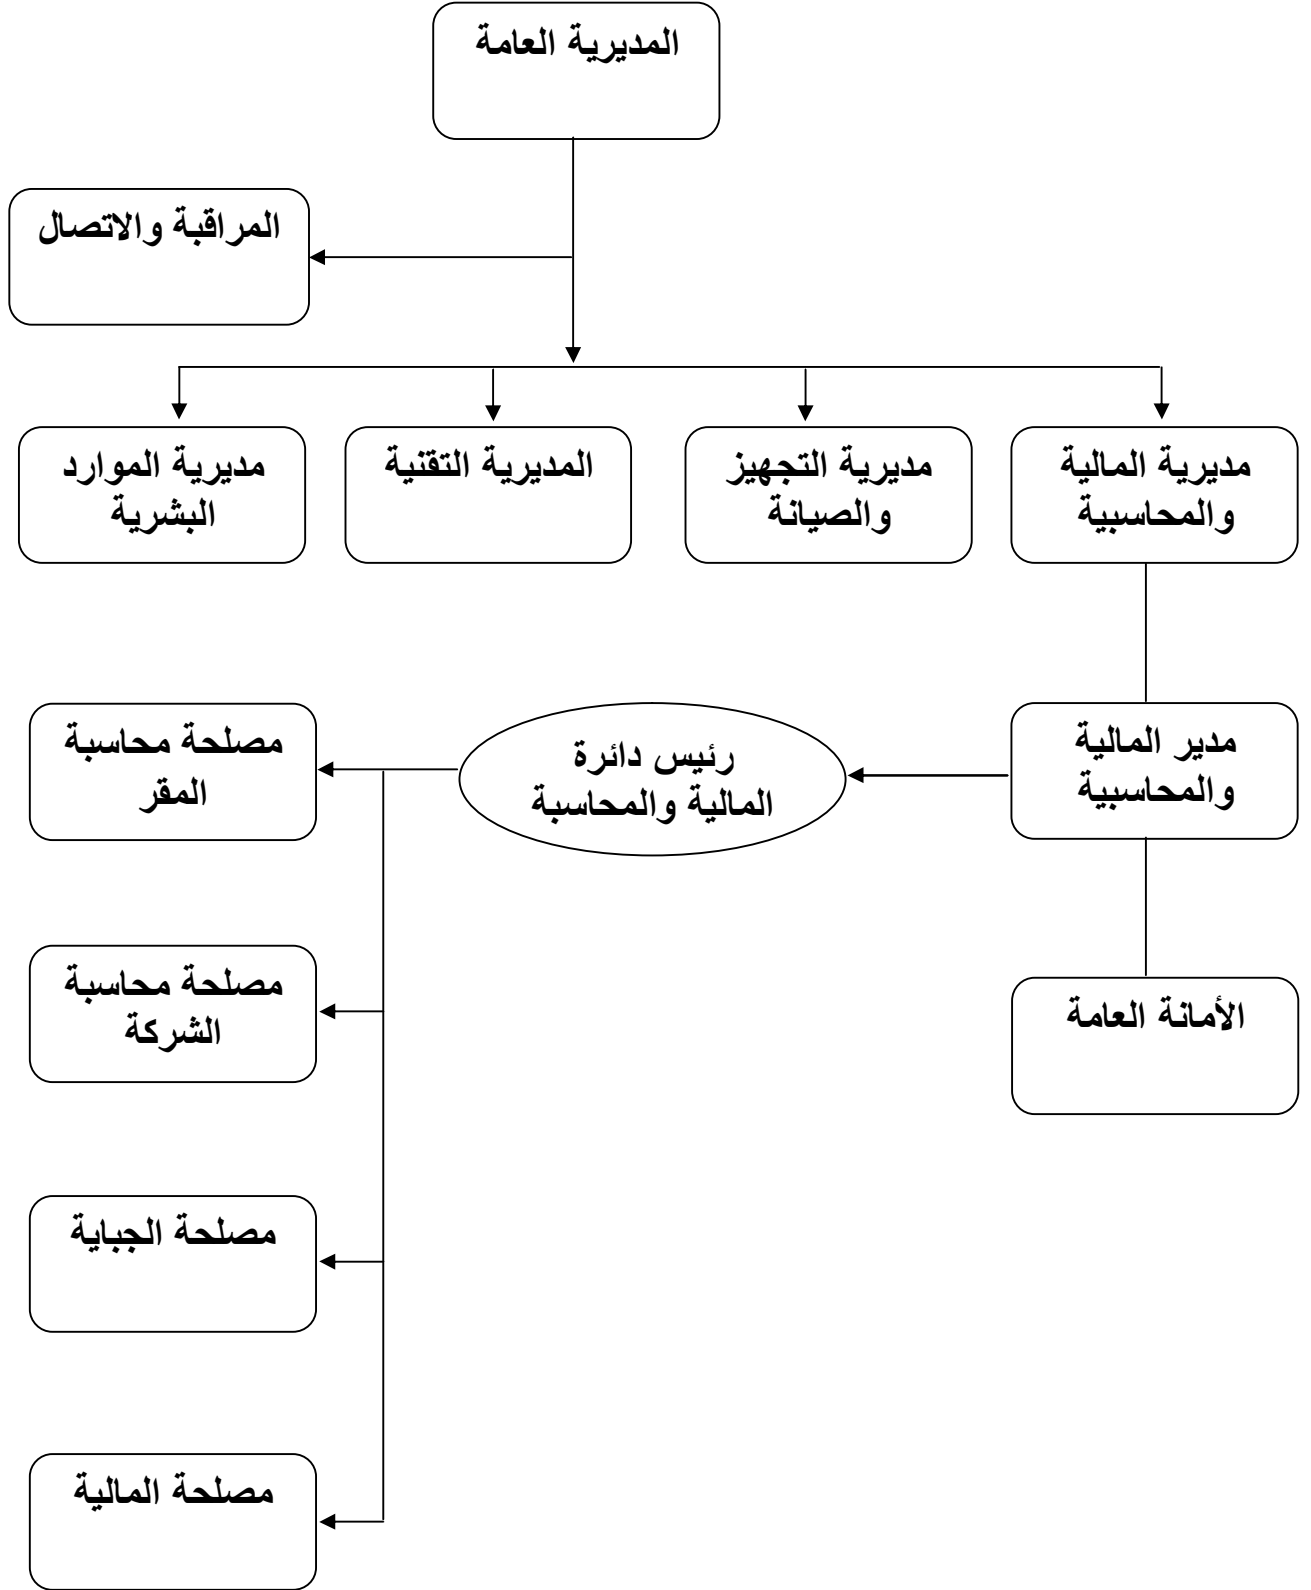 المديرية العامة
المراقبة والاتصال
مديرية المالية
والمحاسبية
مديرية التجهيز
والصيانة
المديرية التقنية
مديرية الموارد
البشرية
مدير المالية
والمحاسبية
رئيس دائرة
المالية والمحاسبة
مصلحة محاسبة
المقر
الأمانة العامة
مصلحة محاسبة
الشركة
مصلحة الجباية
مصلحة المالية